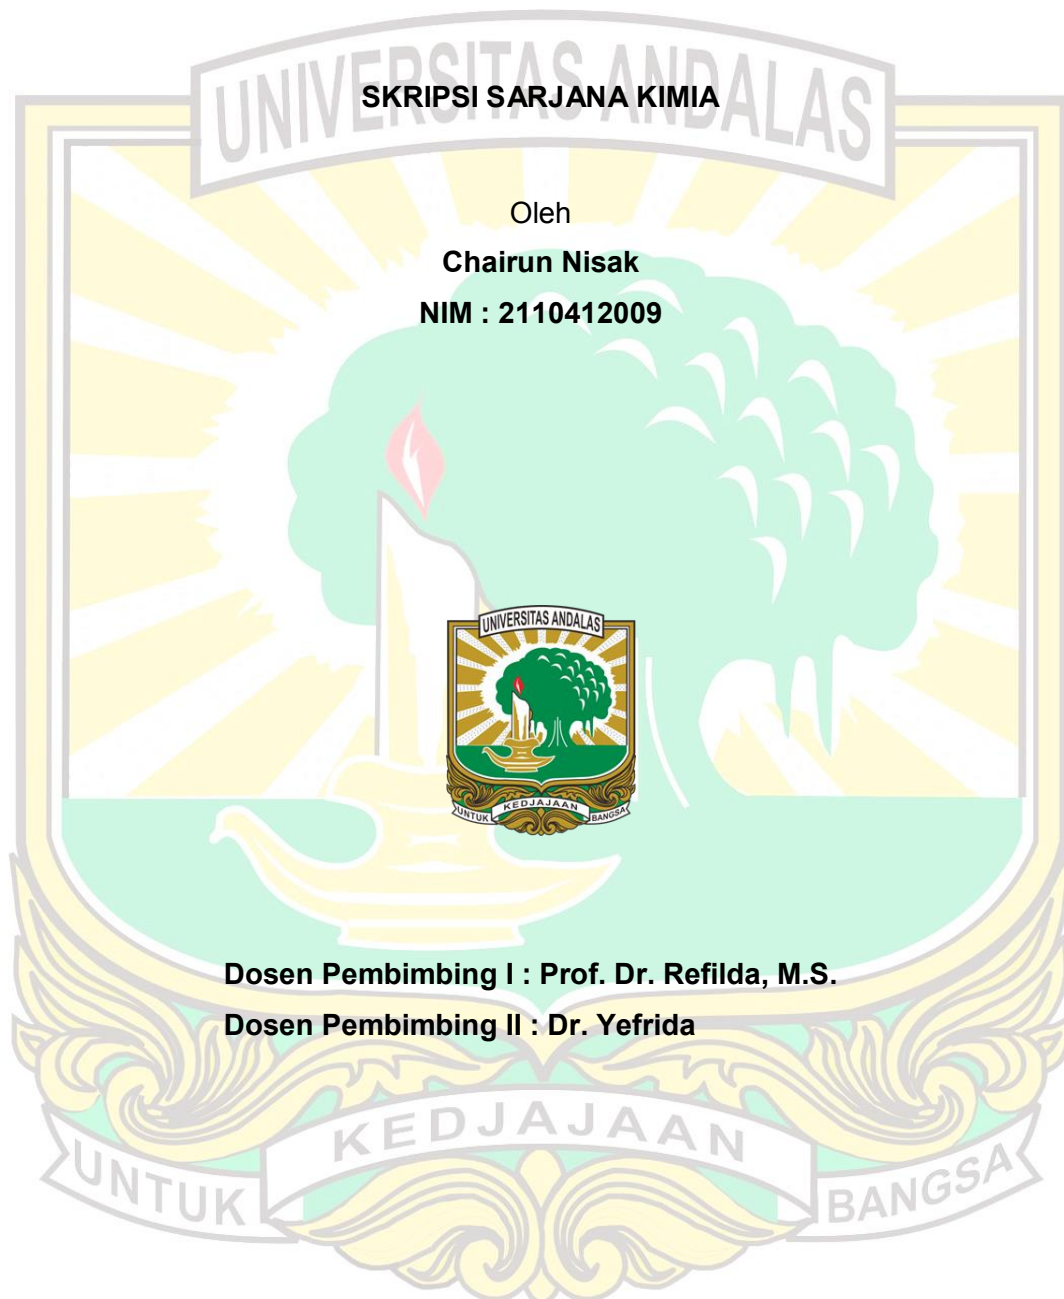 UNIVERSITAS ANDALAS
SKRIPSI SARJANA KIMIA
Oleh
Chairun Nisak
NIM : 2110412009
UNIVERSITAS ANDALAS
UNTUK KEDJAJAAN BANGSA
Dosen Pembimbing I : Prof. Dr. Refilda, M.S.
Dosen Pembimbing II : Dr. Yefrida
UNTUK KEDJAJAAN BANGSA